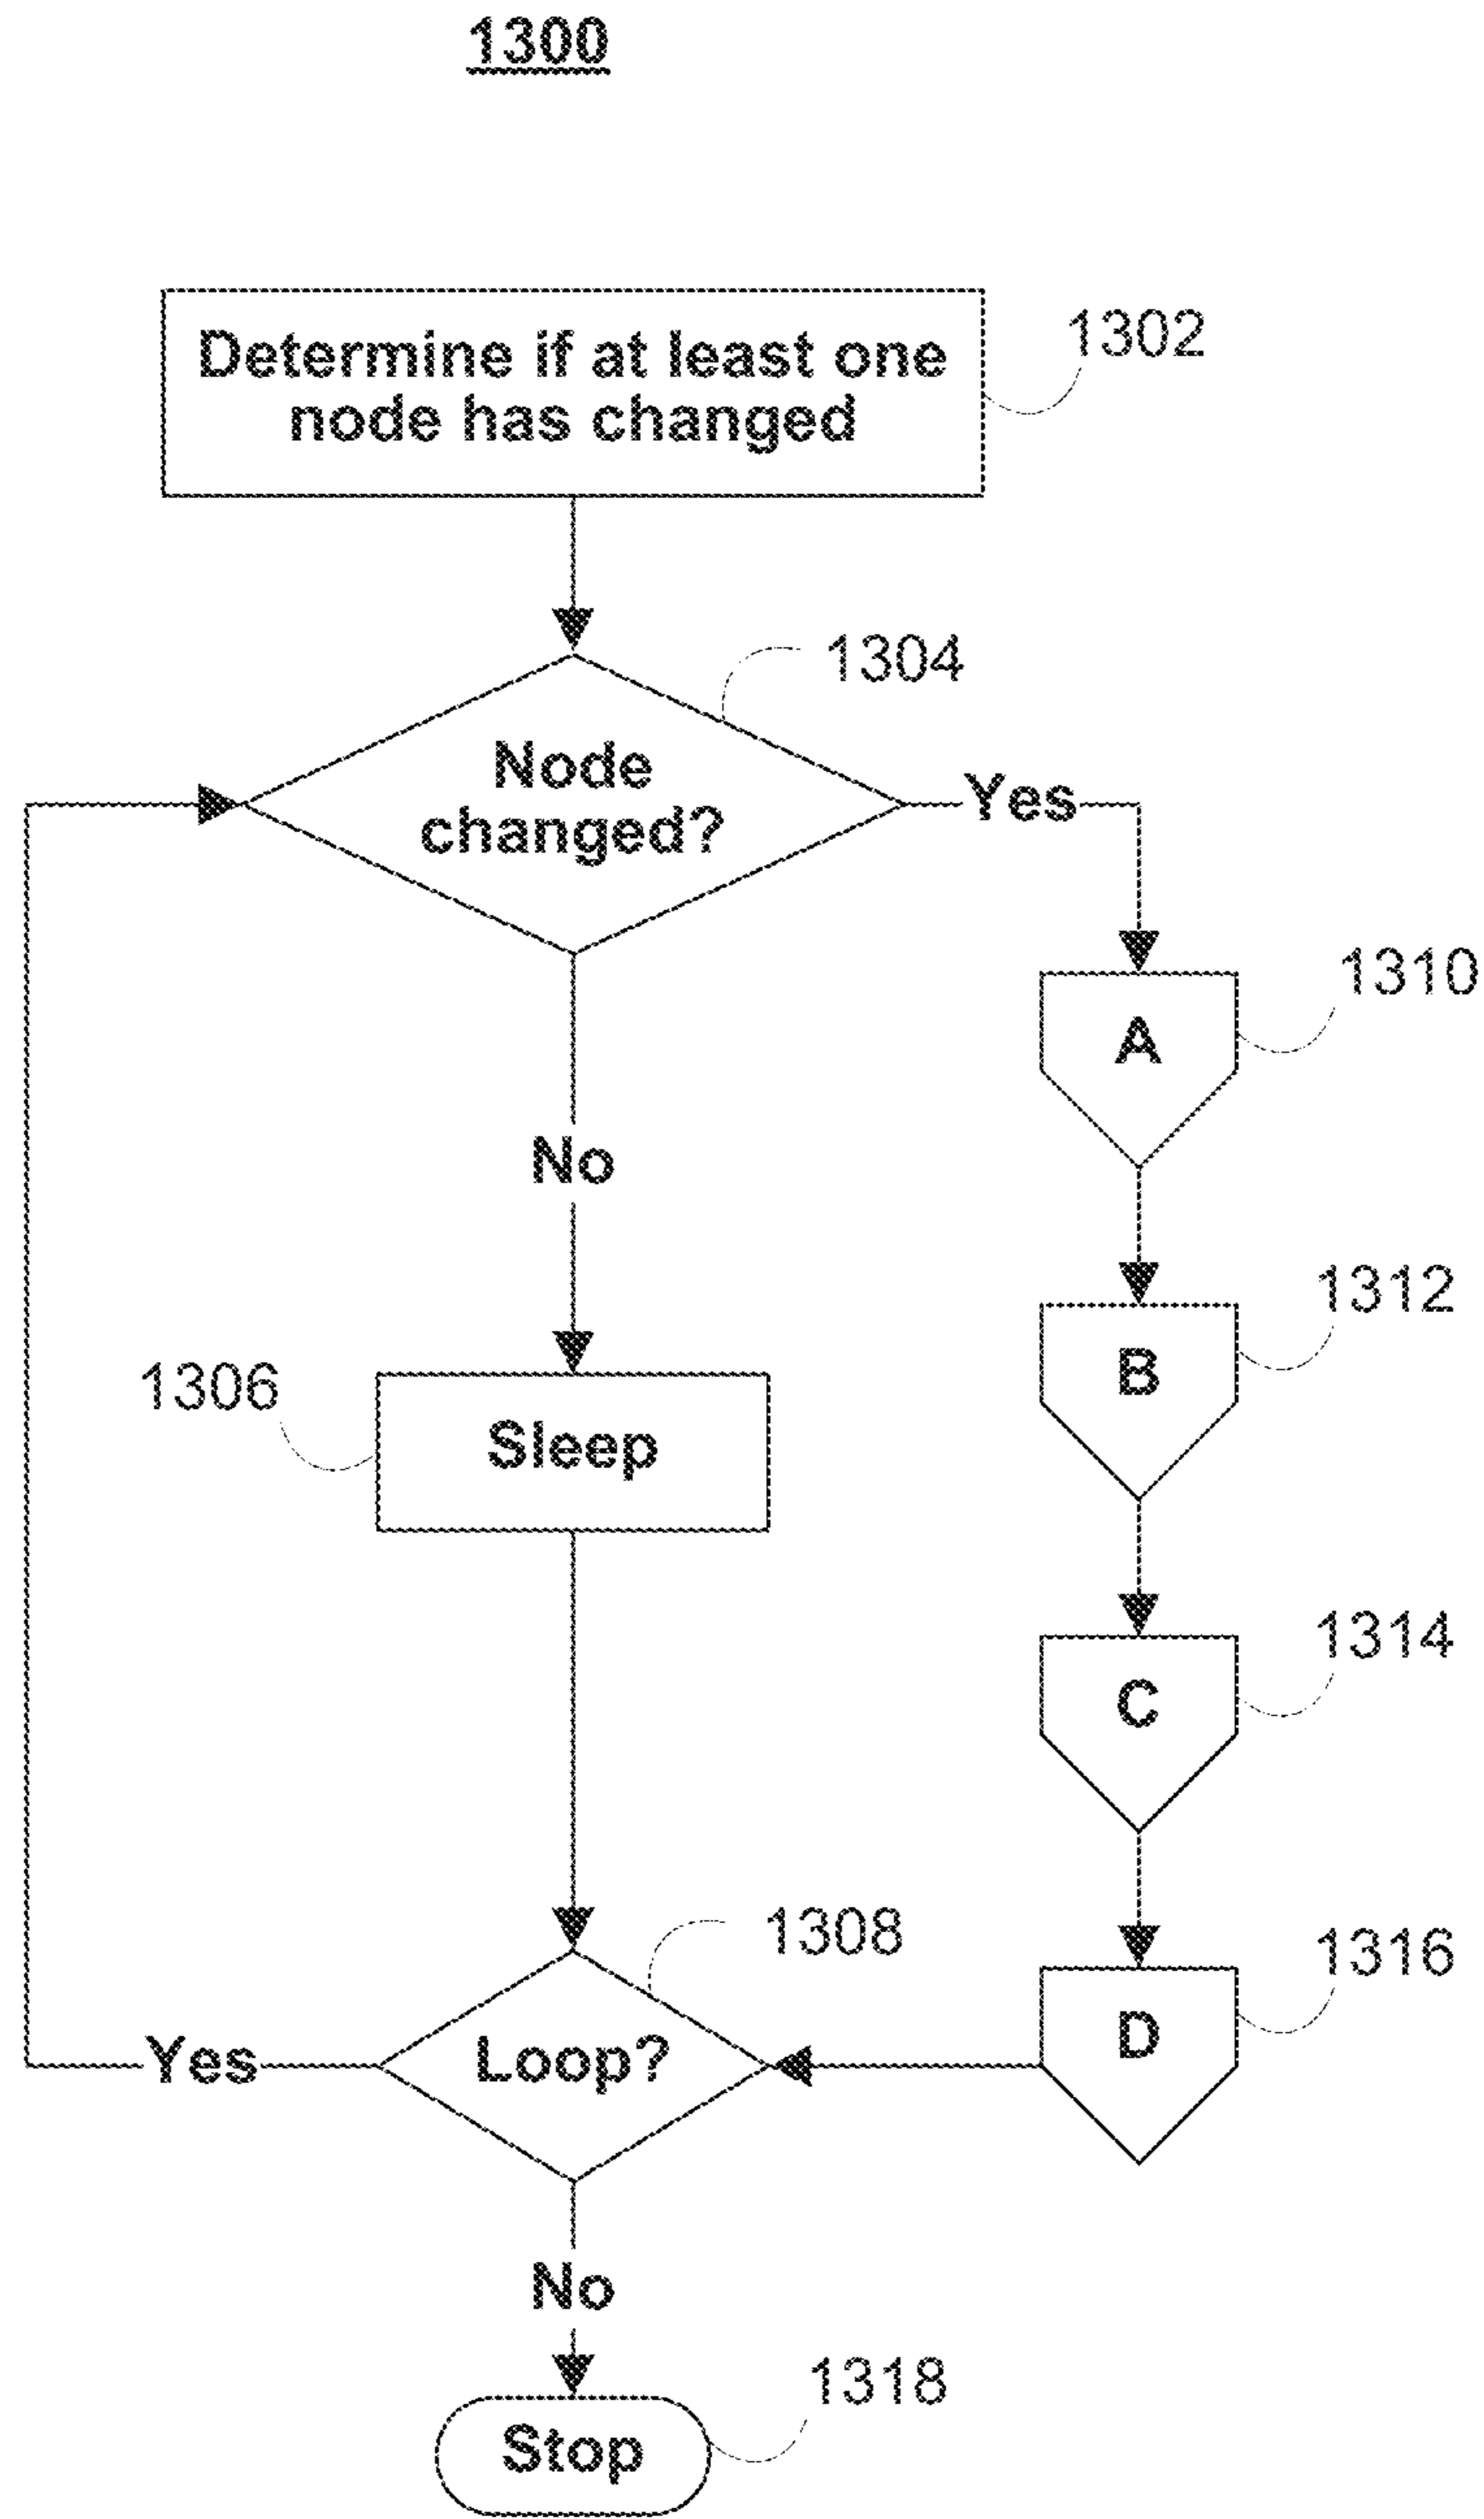 1300
Determine if at least one
node has changed
1302
1304
Node
changed?
Yes
1310
A
No
1312
B
1306
Sleep
1314
C
1308
1316
D
Loop?
Yes
No
1318
Stop